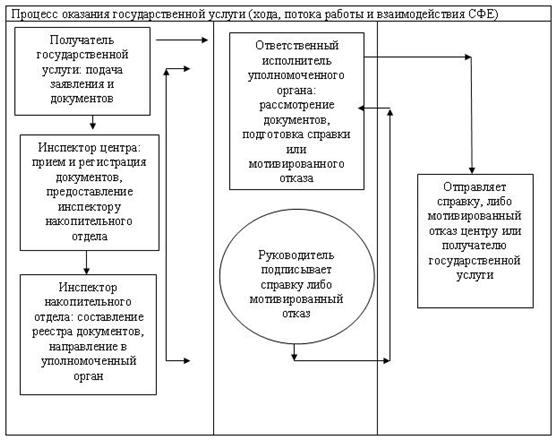 Процесс оказания государственной услуги (хода, потока работы и взаимодействия СФЕ)
Получатель
государственной
услуги: подача
заявления и
документов
Инспектор центра:
прием и регистрация
документов,
предоставление
инспектору
накопительного
отдела
Инспектор
накопительного
отдела: составление
реестра документов,
направление в
уполномоченный
орган
Ответственный
исполнитель
уполномоченного
органа:
рассмотрение
документов,
подготовка справки
или
мотивированного
отказа
Руководитель
подписывает
справку либо
мотивированный
отказ
Отправляет
справку, либо
мотивированный
отказ центру или
получателю
государственной
услуги